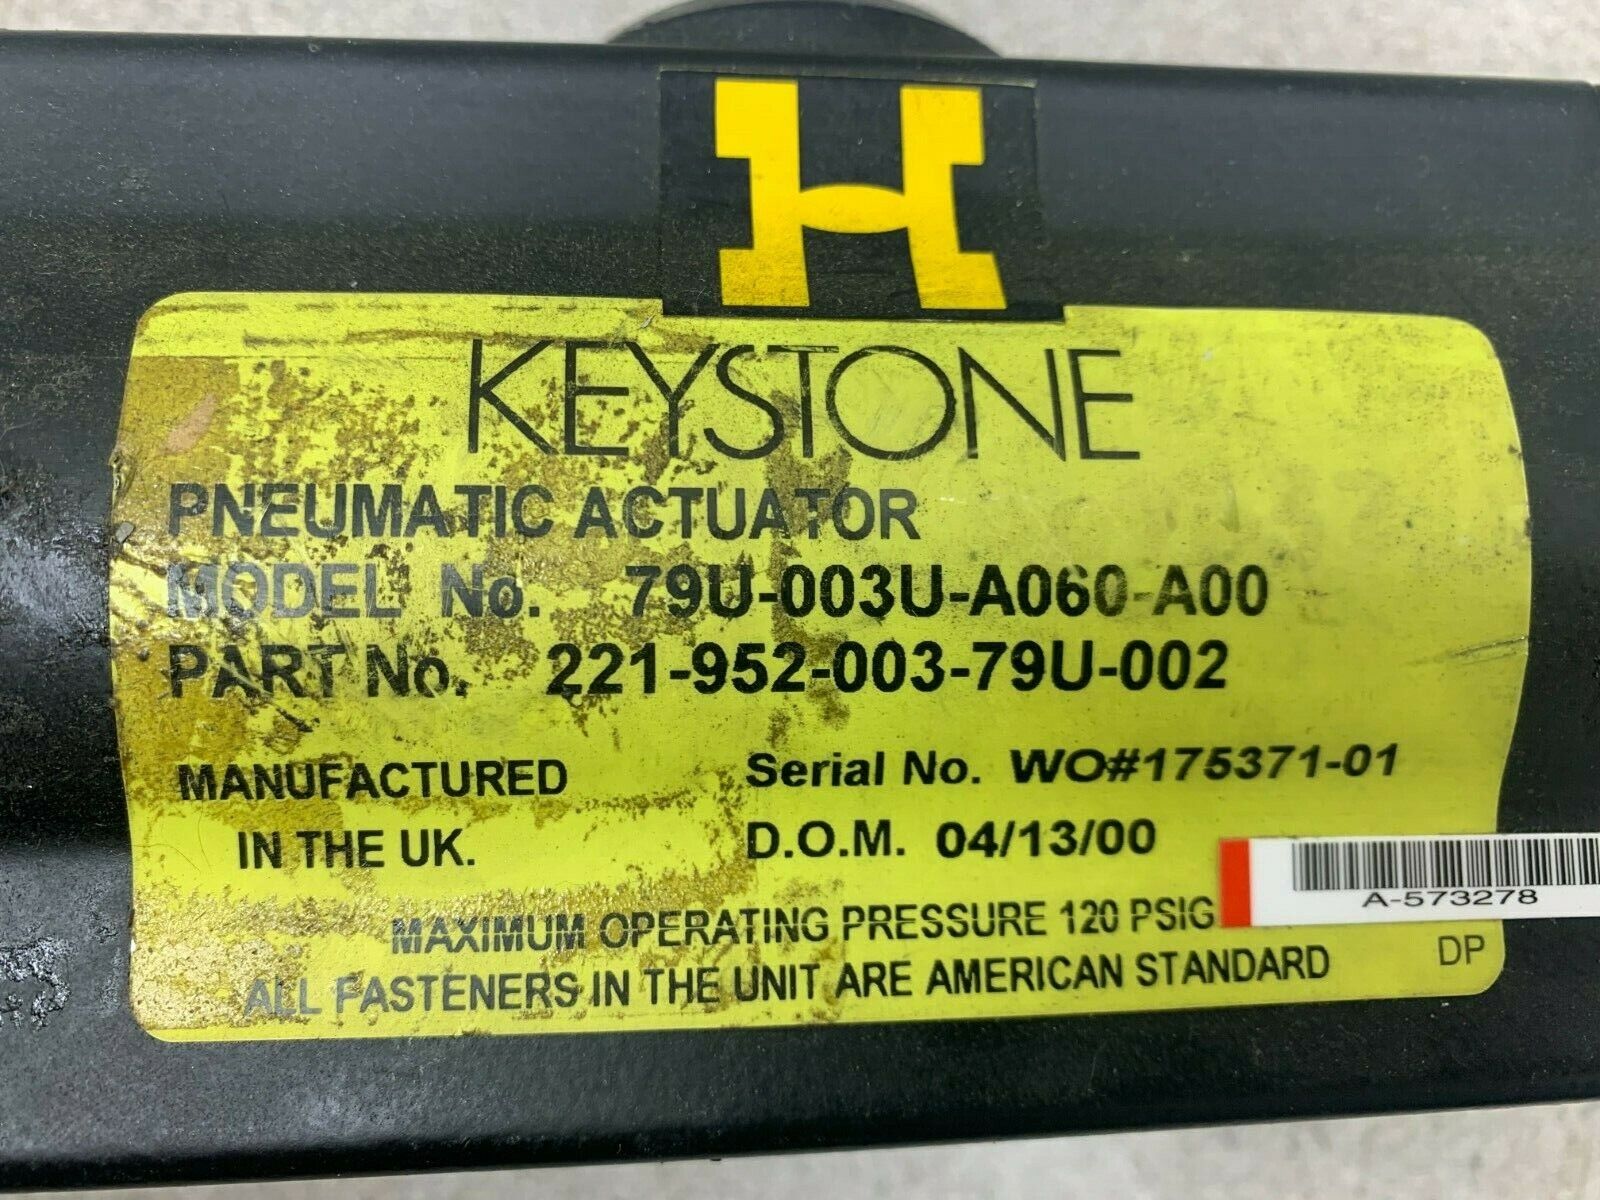 H
KEYSTONE
PNEUMATIC ACTUATOR
MODEL No. 79U-003U-A060-A00
PART No. 221-952-003-79U-002
MANUFACTURED
IN THE UK.
Serial No. WO#175371-01
D.O.M. 04/13/00
MAXIMUM OPERATING PRESSURE 120 PSIG
ALL FASTENERS IN THE UNIT ARE AMERICAN STANDARD
DP
A-573278